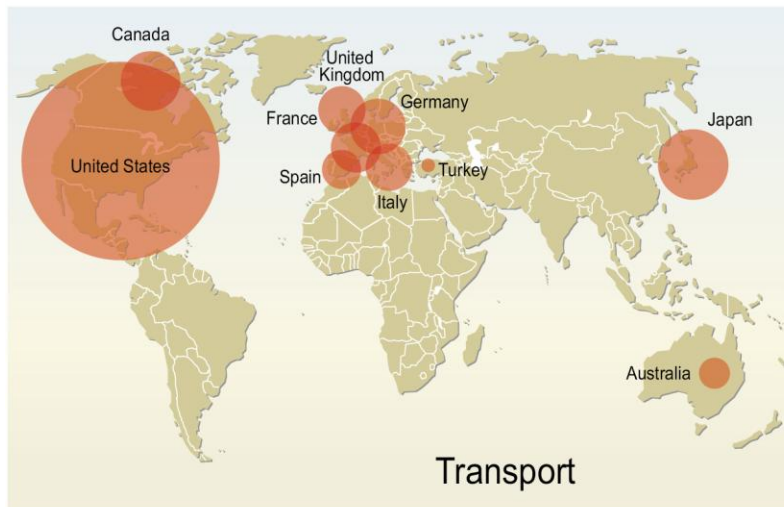 Canada
United
Kingdom
France
Germany
Japan
United States
Spain
Turkey
Italy
Australia
Transport